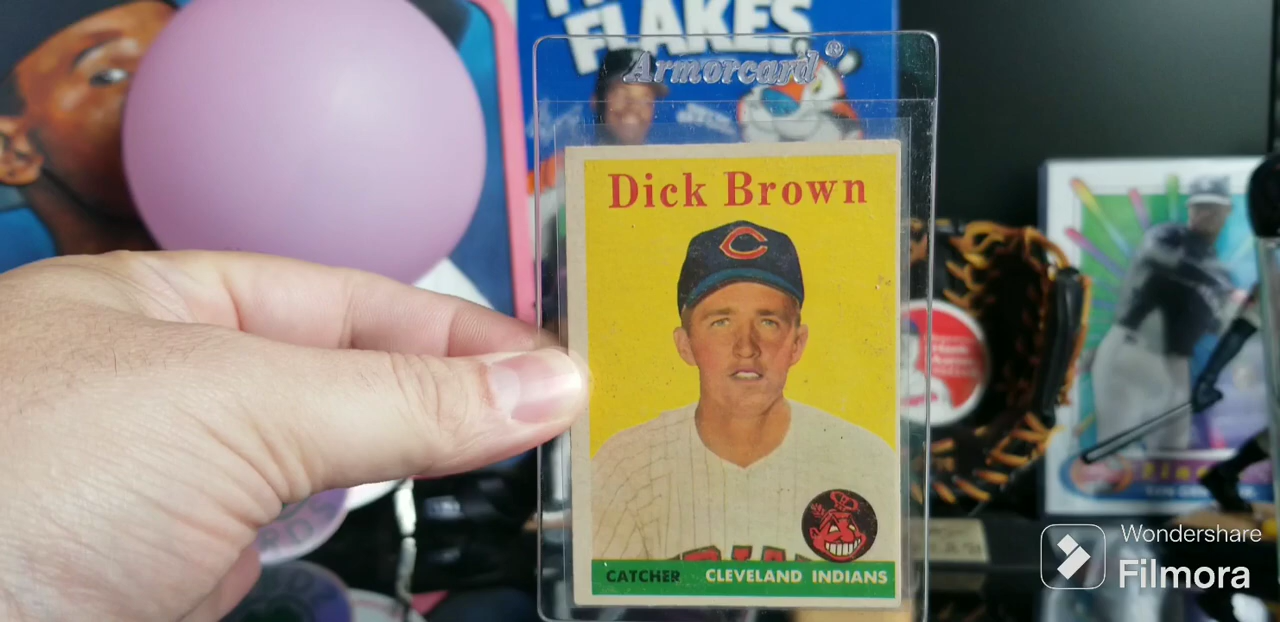 FLAKES
Armorcard®
Dick Brown
C
CATCHER CLEVELAND INDIANS
Wondershare
Filmora